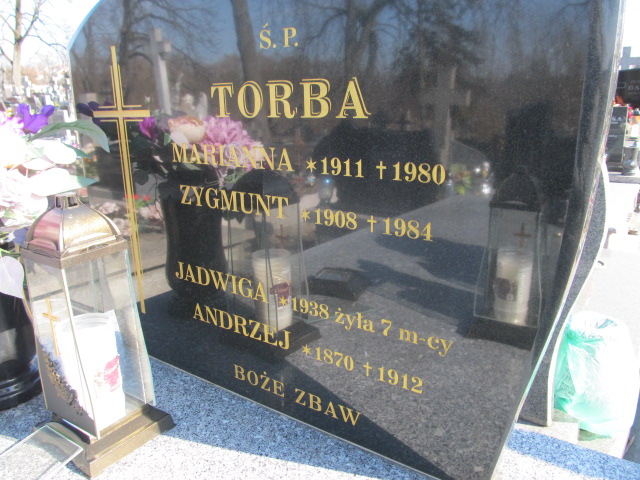 Ś. P.
TORBA
MARIANNA *1911 †1980
ZYGMUNT *1908 †1984
JADWIGA *1938 żyła 7 m-cy
ANDRZEJ *1870 †1912
BOŻE ZBAW